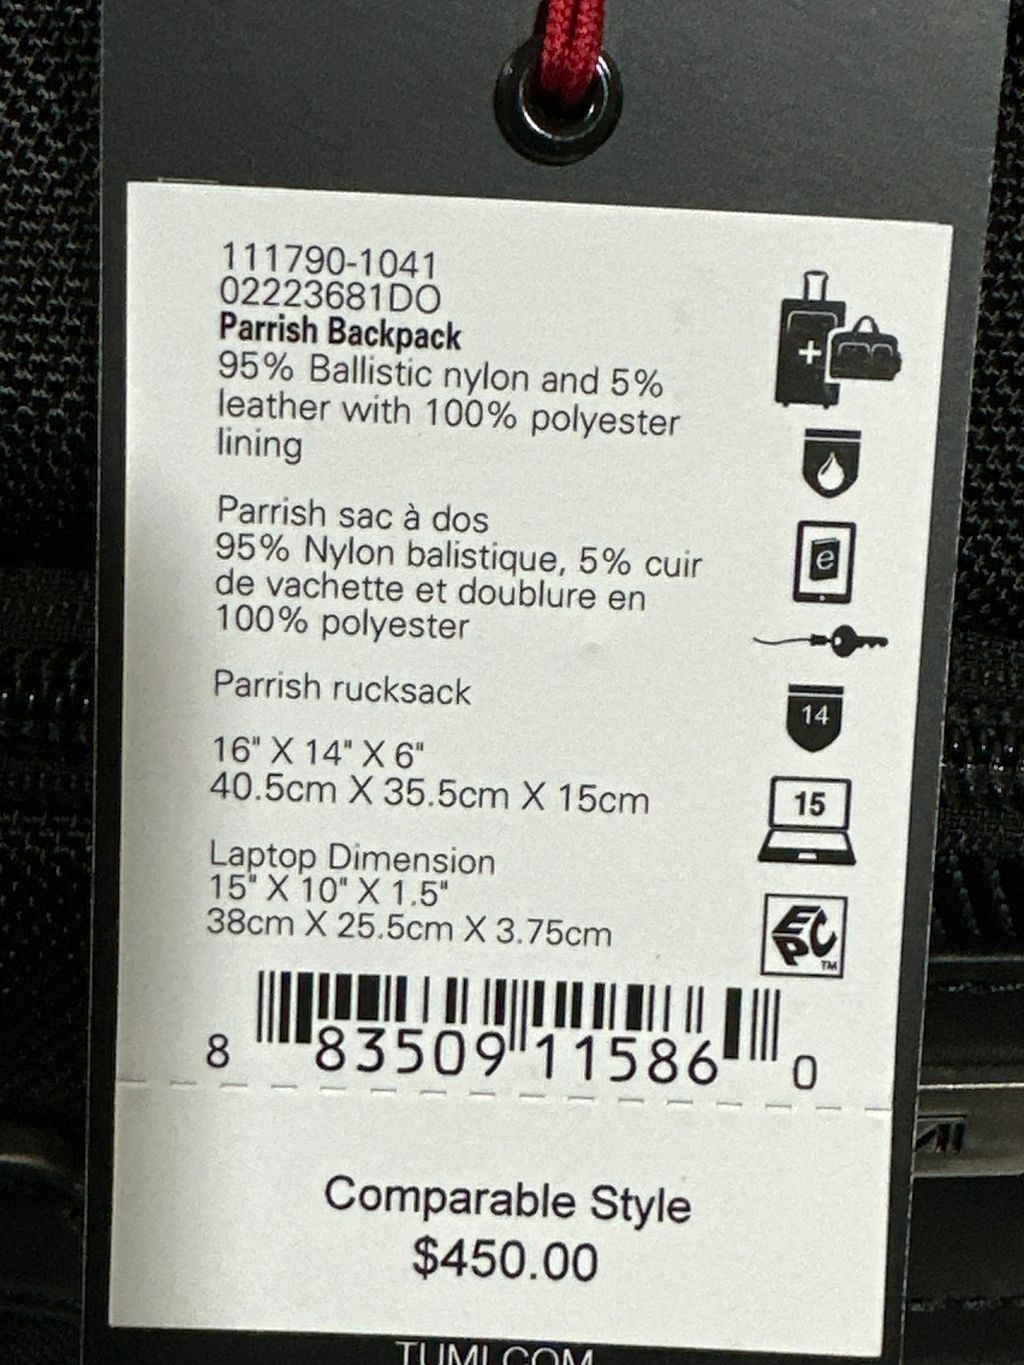 111790-1041
02223681DO
Parrish Backpack
95% Ballistic nylon and 5%
leather with 100% polyester
lining
Parrish sac à dos
95% Nylon balistique, 5% cuir
de vachette et doublure en
100% polyester
Parrish rucksack
16" X 14" X 6"
40.5cm X 35.5cm X 15cm
Laptop Dimension
15" X 10" X 1.5"
38cm X 25.5cm X 3.75cm
+
e
14
15
EPC™
8 83509 11586 0
Comparable Style
$450.00
TUMI.COM